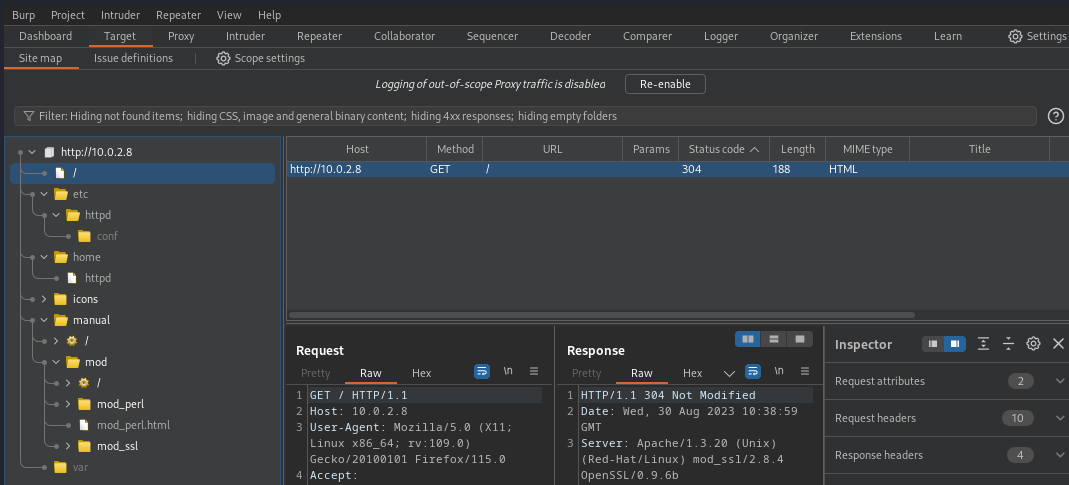 Burp Project Intruder Repeater View Help
Dashboard Target Proxy Intruder Repeater Collaborator Sequencer Decoder Comparer Logger Organizer Extensions Learn Settings
Site map Issue definitions Scope settings
Logging of out-of-scope Proxy traffic is disabled Re-enable
Filter: Hiding not found items; hiding CSS, image and general binary content; hiding 4xx responses; hiding empty folders ?
http://10.0.2.8
/
etc
httpd
conf
home
httpd
icons
manual
/
mod
/
mod_perl
mod_perl.html
mod_ssl
var
Host Method URL Params Status code Length MIME type Title
http://10.0.2.8 GET / 304 188 HTML
Request
Pretty Raw Hex \n
1 GET / HTTP/1.1
2 Host: 10.0.2.8
3 User-Agent: Mozilla/5.0 (X11;
Linux x86_64; rv:109.0)
Gecko/20100101 Firefox/115.0
4 Accept:
Response
Pretty Raw Hex \n
1 HTTP/1.1 304 Not Modified
2 Date: Wed, 30 Aug 2023 10:38:59
GMT
3 Server: Apache/1.3.20 (Unix)
(Red-Hat/Linux) mod_ssl/2.8.4
OpenSSL/0.9.6b
Inspector
Request attributes 2
Request headers 10
Response headers 4